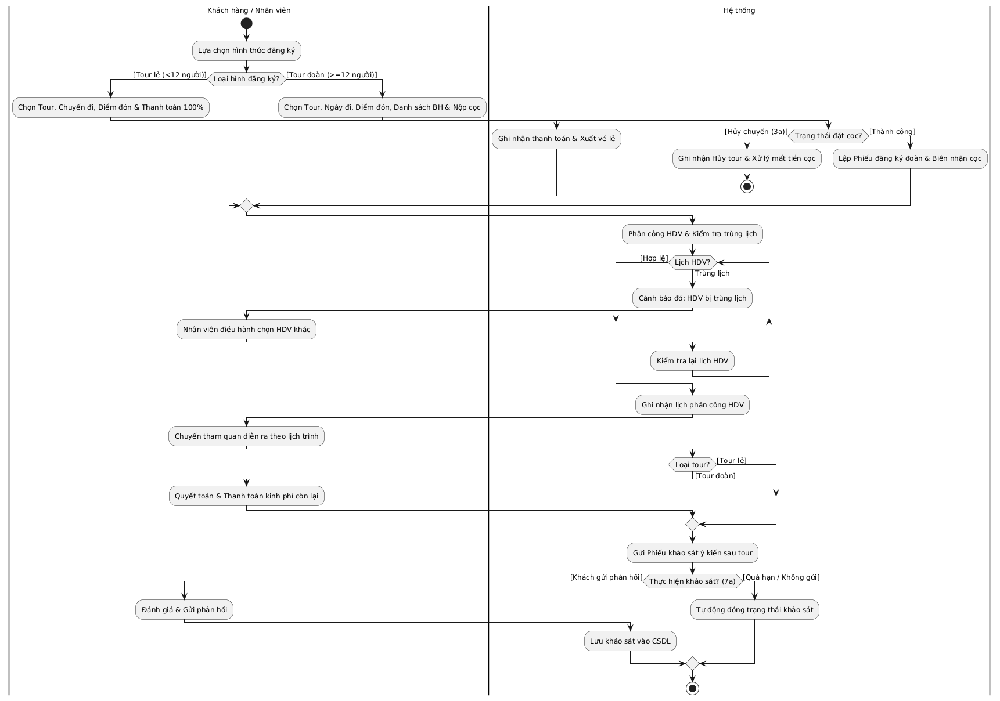 Khách hàng / Nhân viên
Hệ thống
Lựa chọn hình thức đăng ký
[Tour lẻ (<12 người)]
Loại hình đăng ký?
[Tour đoàn (>=12 người)]
Chọn Tour, Chuyến đi, Điểm đón & Thanh toán 100%
Chọn Tour, Ngày đi, Điểm đón, Danh sách BH & Nộp cọc
Ghi nhận thanh toán & Xuất vé lẻ
[Hủy chuyến (3a)]
Trạng thái đặt cọc?
[Thành công]
Ghi nhận Hủy tour & Xử lý mất tiền cọc
Lập Phiếu đăng ký đoàn & Biên nhận cọc
Phân công HDV & Kiểm tra trùng lịch
[Hợp lệ]
Lịch HDV?
Trùng lịch
Cảnh báo đỏ: HDV bị trùng lịch
Nhân viên điều hành chọn HDV khác
Kiểm tra lại lịch HDV
Ghi nhận lịch phân công HDV
Chuyến tham quan diễn ra theo lịch trình
Loại tour?
[Tour lẻ]
[Tour đoàn]
Quyết toán & Thanh toán kinh phí còn lại
Gửi Phiếu khảo sát ý kiến sau tour
[Khách gửi phản hồi]
Thực hiện khảo sát? (7a)
[Quá hạn / Không gửi]
Đánh giá & Gửi phản hồi
Tự động đóng trạng thái khảo sát
Lưu khảo sát vào CSDL